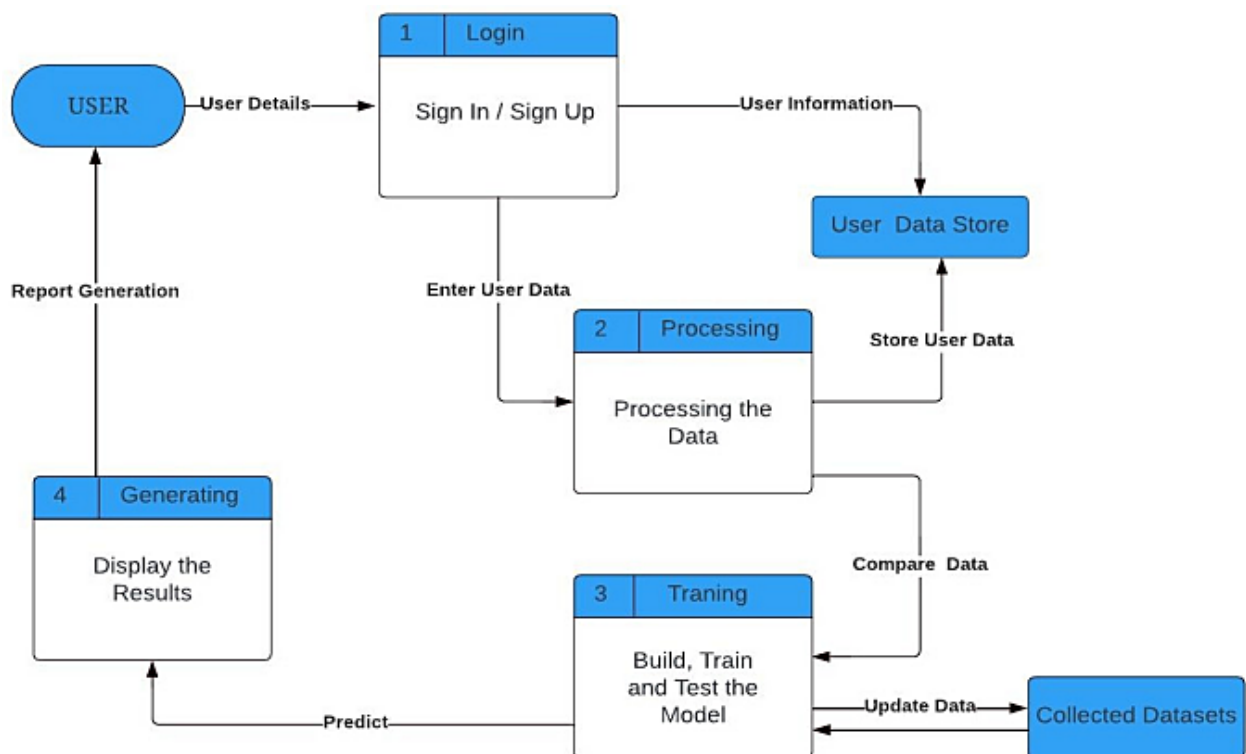 1 Login
USER
User Details
Sign In / Sign Up
User Information
User Data Store
Report Generation
Enter User Data
2 Processing
Store User Data
Processing the
Data
4 Generating
Display the
Results
Compare Data
3 Traning
Build, Train
and Test the
Model
Update Data
Collected Datasets
Predict